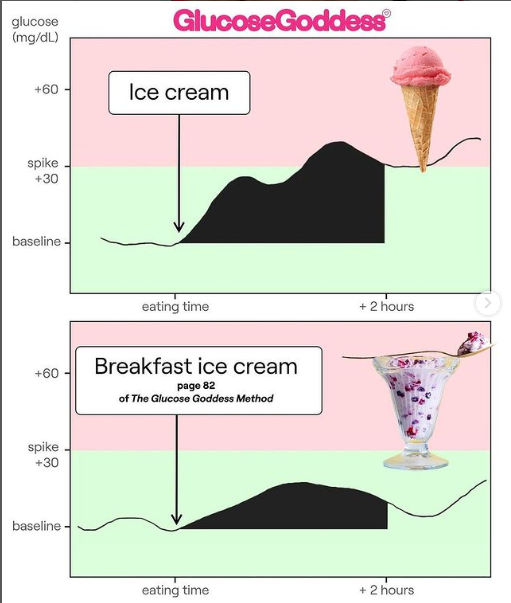 GlucoseGoddess®
glucose
(mg/dL)
+60
Ice cream
spike
+30
baseline
eating time
+ 2 hours
Breakfast ice cream
page 82
of The Glucose Goddess Method
+60
spike
+30
baseline
eating time
+ 2 hours